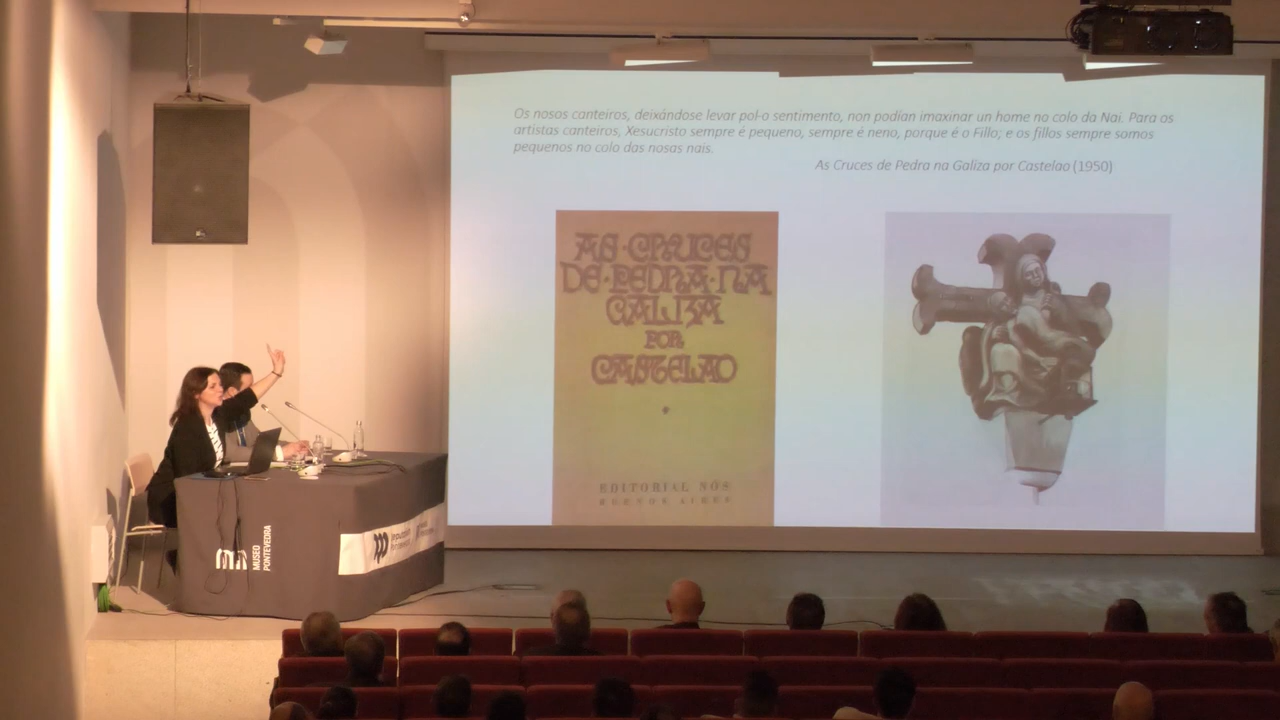 Os nosos canteiros, deixándose levar pol-o sentimento, non podían imaxinar un home no colo da Nai. Para os
artistas canteiros, Xesucristo sempre é pequeno, sempre é neno, porque é o Fillo; e os fillos sempre somos
pequenos no colo das nosas nais.
As Cruces de Pedra na Galiza por Castelao (1950)
AS·CRUCES
DE·PEDRA·NA
GALIZA
POR
CASTELAO
EDITORIAL NÓS
BUENOS AIRES
MUSEO
PONTEVEDRA